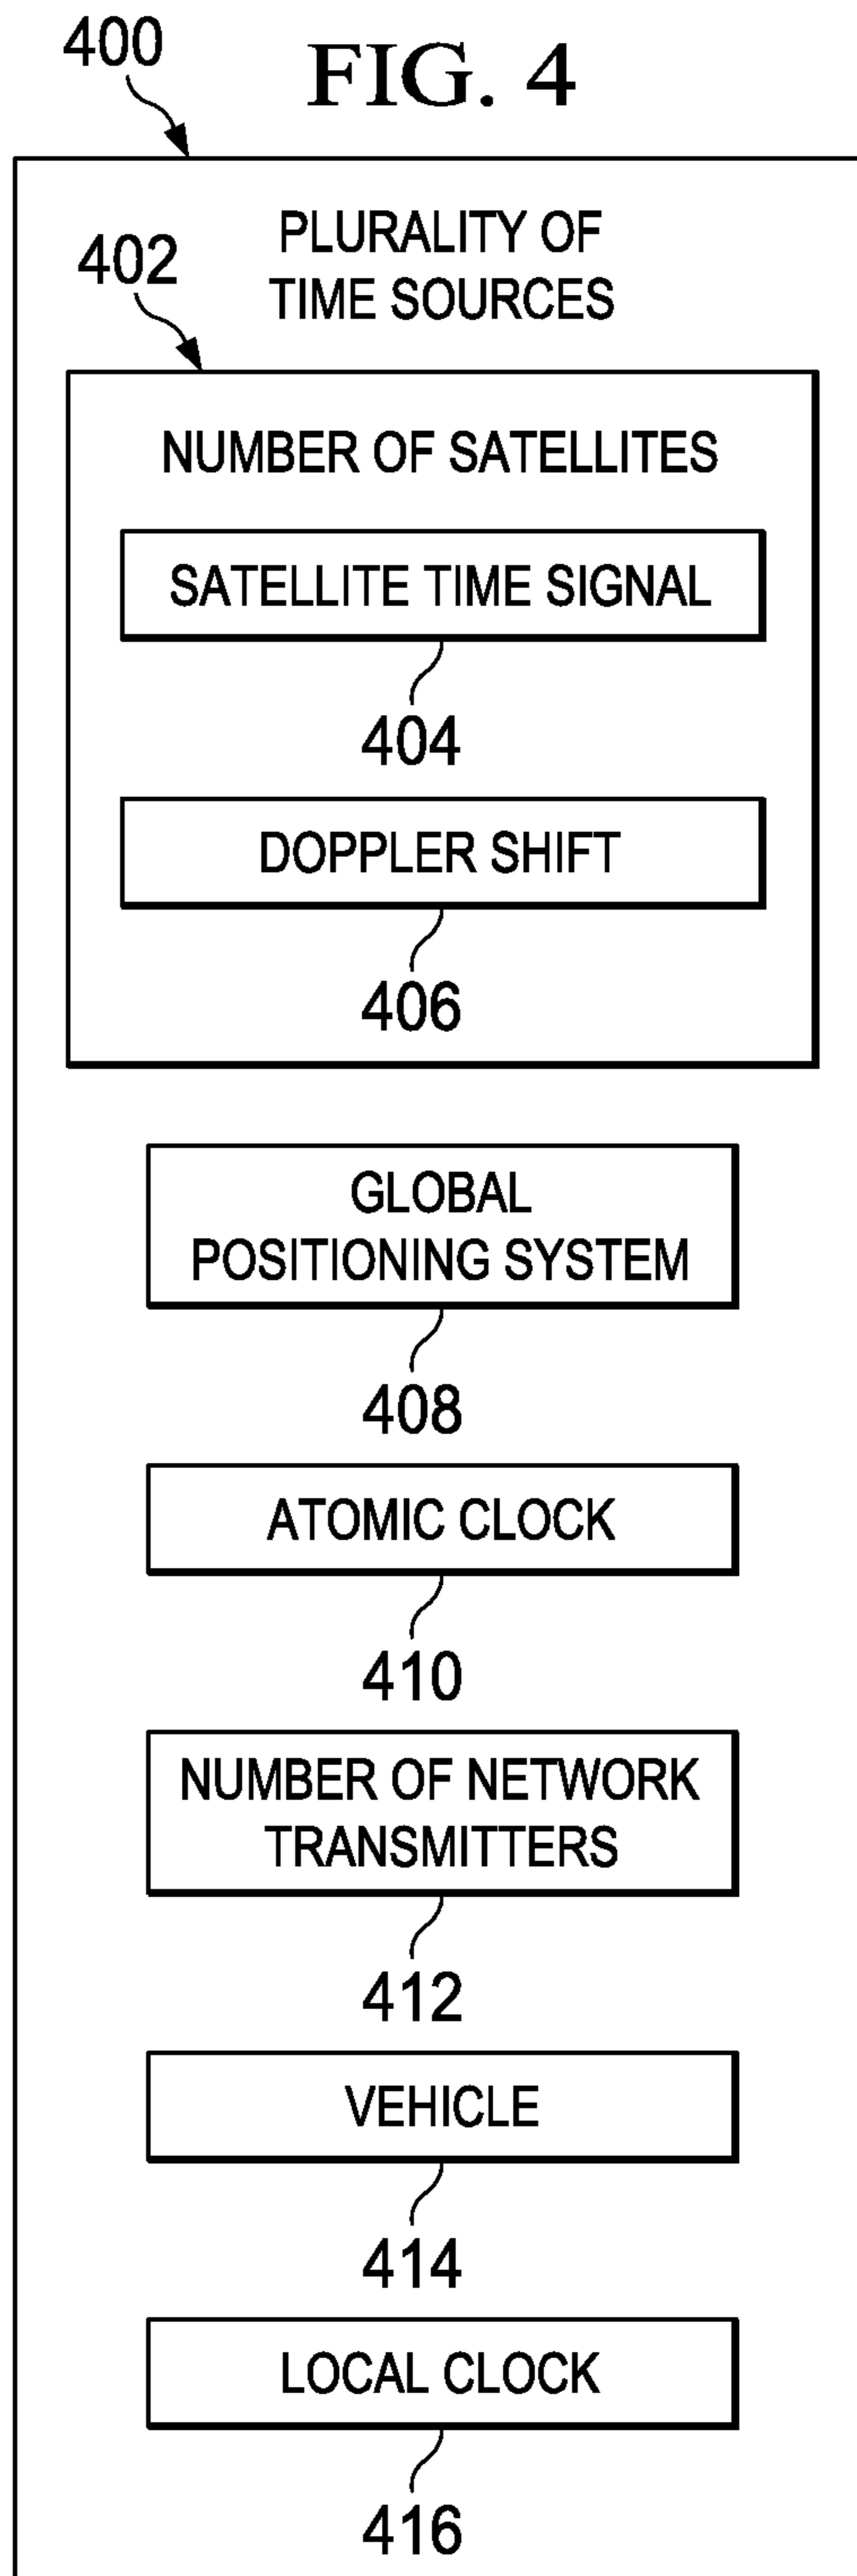 400
FIG. 4
PLURALITY OF
TIME SOURCES
402
NUMBER OF SATELLITES
SATELLITE TIME SIGNAL
404
DOPPLER SHIFT
406
GLOBAL
POSITIONING SYSTEM
408
ATOMIC CLOCK
410
NUMBER OF NETWORK
TRANSMITTERS
412
VEHICLE
414
LOCAL CLOCK
416